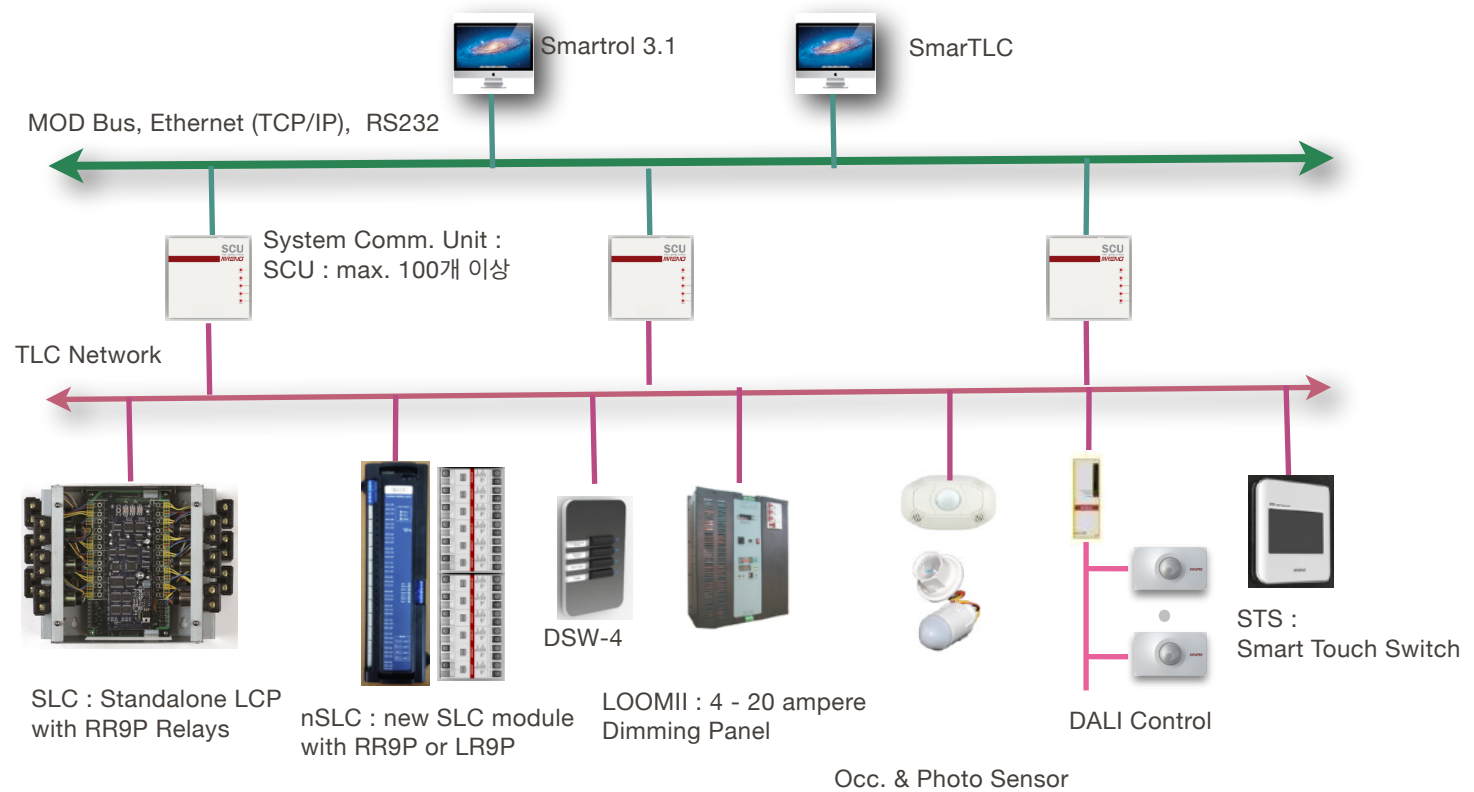 Smartrol 3.1
SmarTLC
MOD Bus, Ethernet (TCP/IP), RS232
SCU
System Comm. Unit :
SCU : max. 100개 이상
SCU
SCU
TLC Network
DSW-4
STS :
Smart Touch Switch
SLC : Standalone LCP
with RR9P Relays
nSLC : new SLC module
with RR9P or LR9P
LOOMII : 4 - 20 ampere
Dimming Panel
DALI Control
Occ. & Photo Sensor